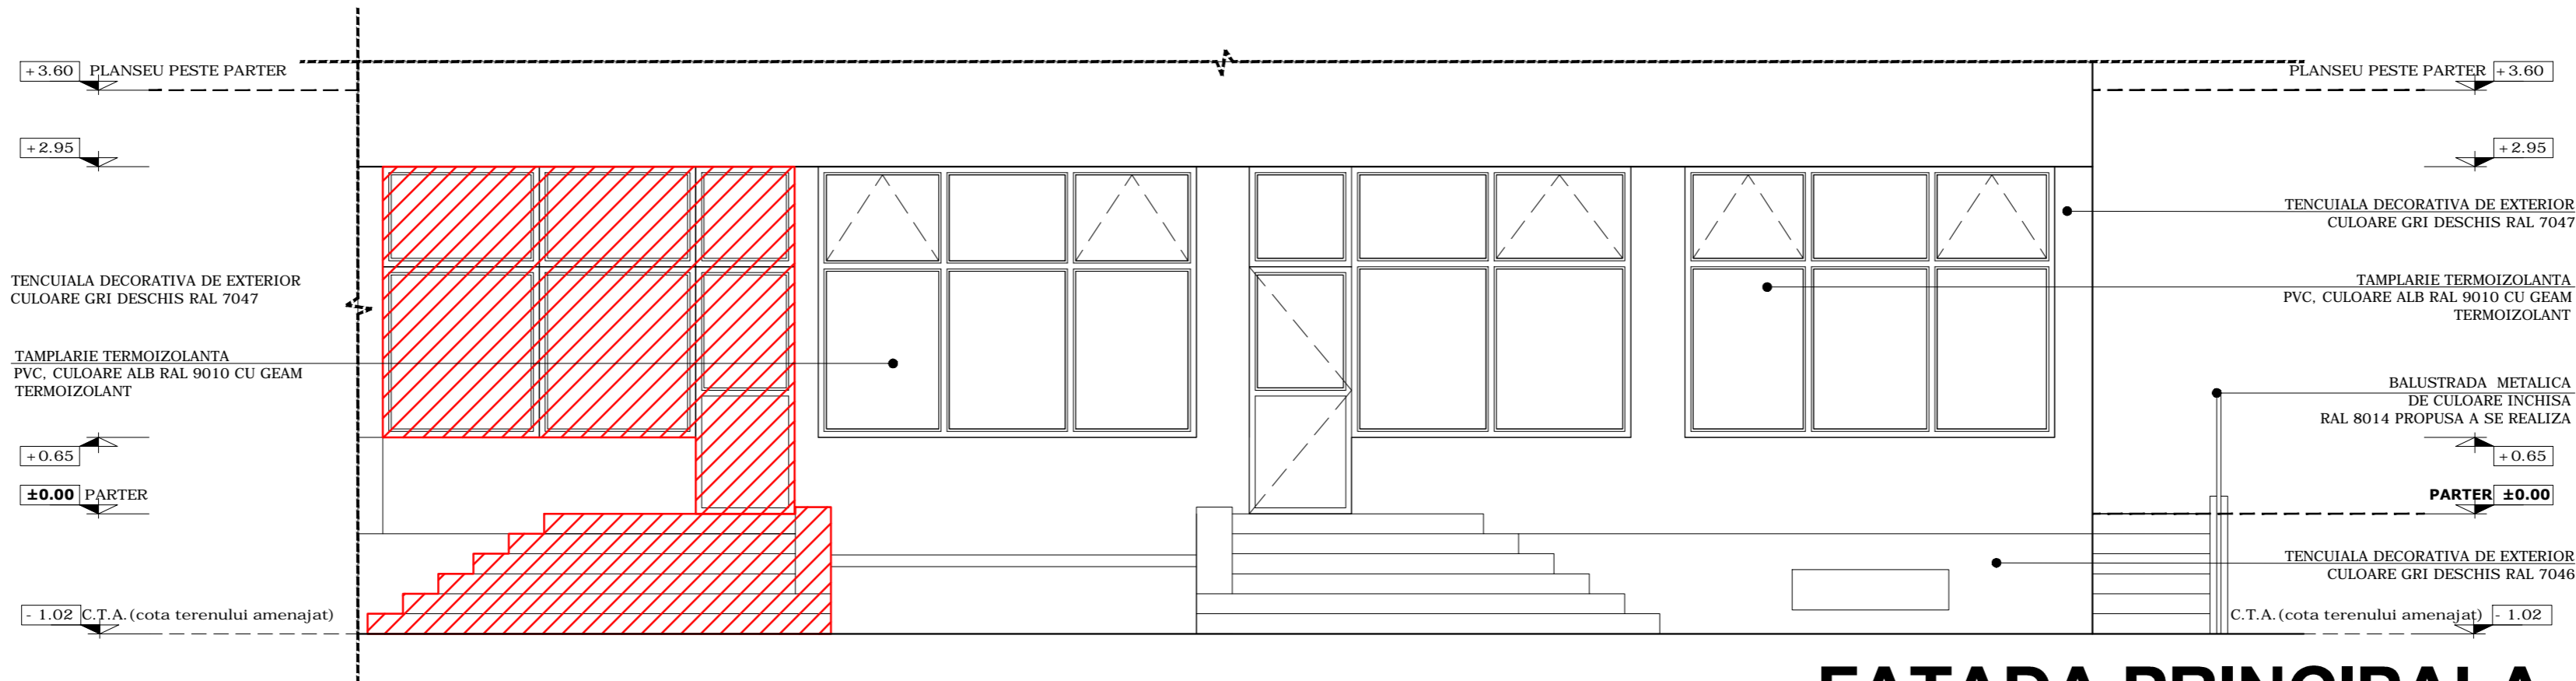 +3.60 PLANSEU PESTE PARTER
+2.95
TENCUIALA DECORATIVA DE EXTERIOR
CULOARE GRI DESCHIS RAL 7047
TAMPLARIE TERMOIZOLANTA
PVC, CULOARE ALB RAL 9010 CU GEAM
TERMOIZOLANT
+0.65
±0.00 PARTER
- 1.02 C.T.A. (cota terenului amenajat)
PLANSEU PESTE PARTER +3.60
+2.95
TENCUIALA DECORATIVA DE EXTERIOR
CULOARE GRI DESCHIS RAL 7047
TAMPLARIE TERMOIZOLANTA
PVC, CULOARE ALB RAL 9010 CU GEAM
TERMOIZOLANT
BALUSTRADA METALICA
DE CULOARE INCHISA
RAL 8014 PROPUSA A SE REALIZA
+0.65
PARTER ±0.00
TENCUIALA DECORATIVA DE EXTERIOR
CULOARE GRI DESCHIS RAL 7046
C.T.A. (cota terenului amenajat) - 1.02
FATADA PRINCIPALA